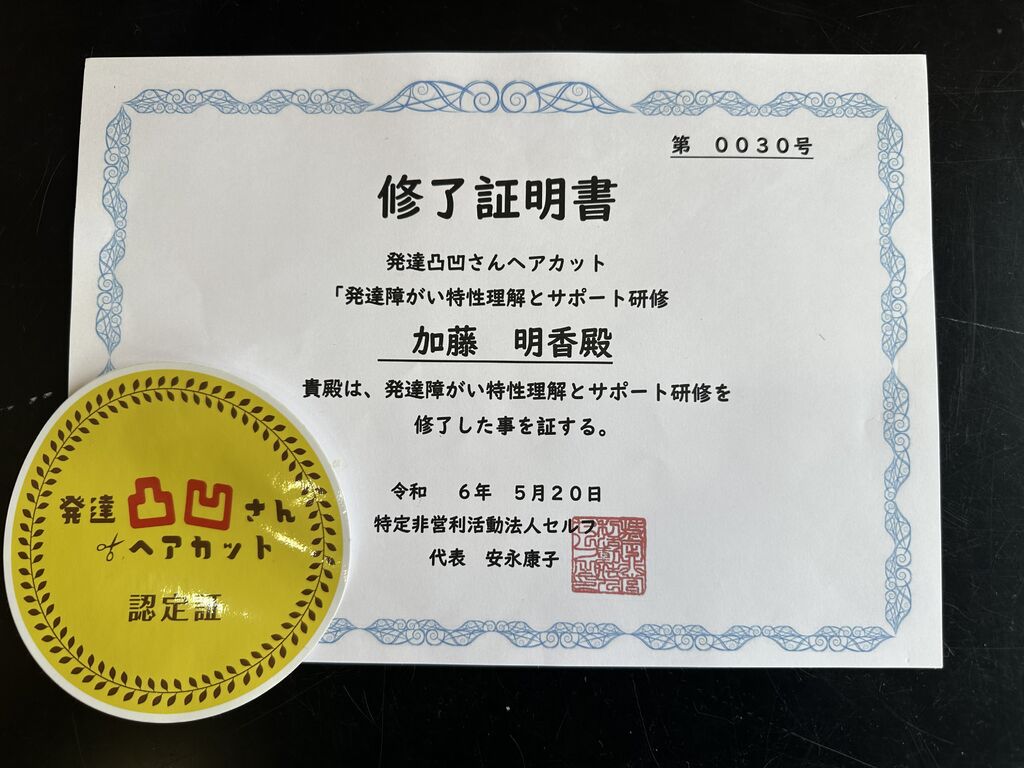 第　００３０号
修了証明書
発達凸凹さんヘアカット
「発達障がい特性理解とサポート研修
加藤　明香殿
貴殿は、発達障がい特性理解とサポート研修を
修了した事を証する。
令和　６年　５月２０日
特定非営利活動法人セルヲ
代表　安永康子
発達凸凹さん
ヘアカット
認定証